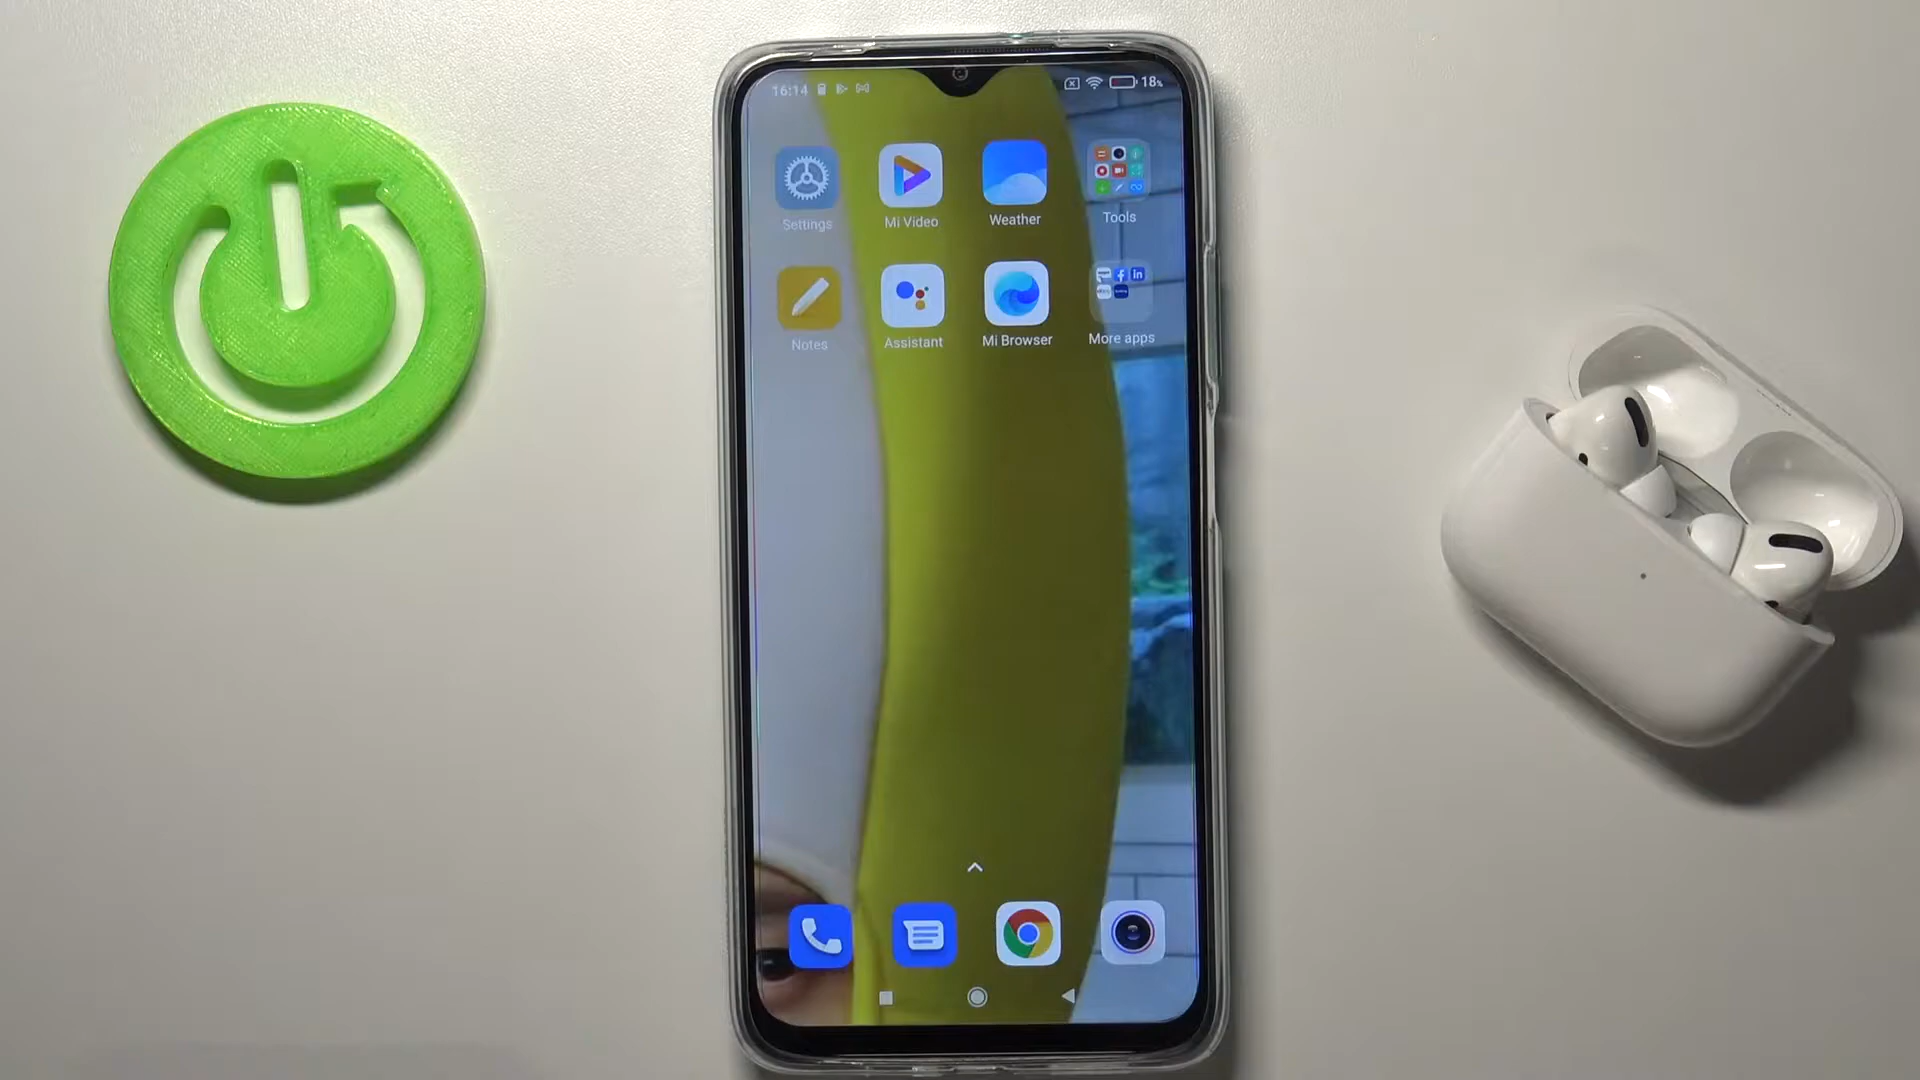 16:14 18%
Settings Mi Video Weather Tools
Notes Assistant Mi Browser More apps